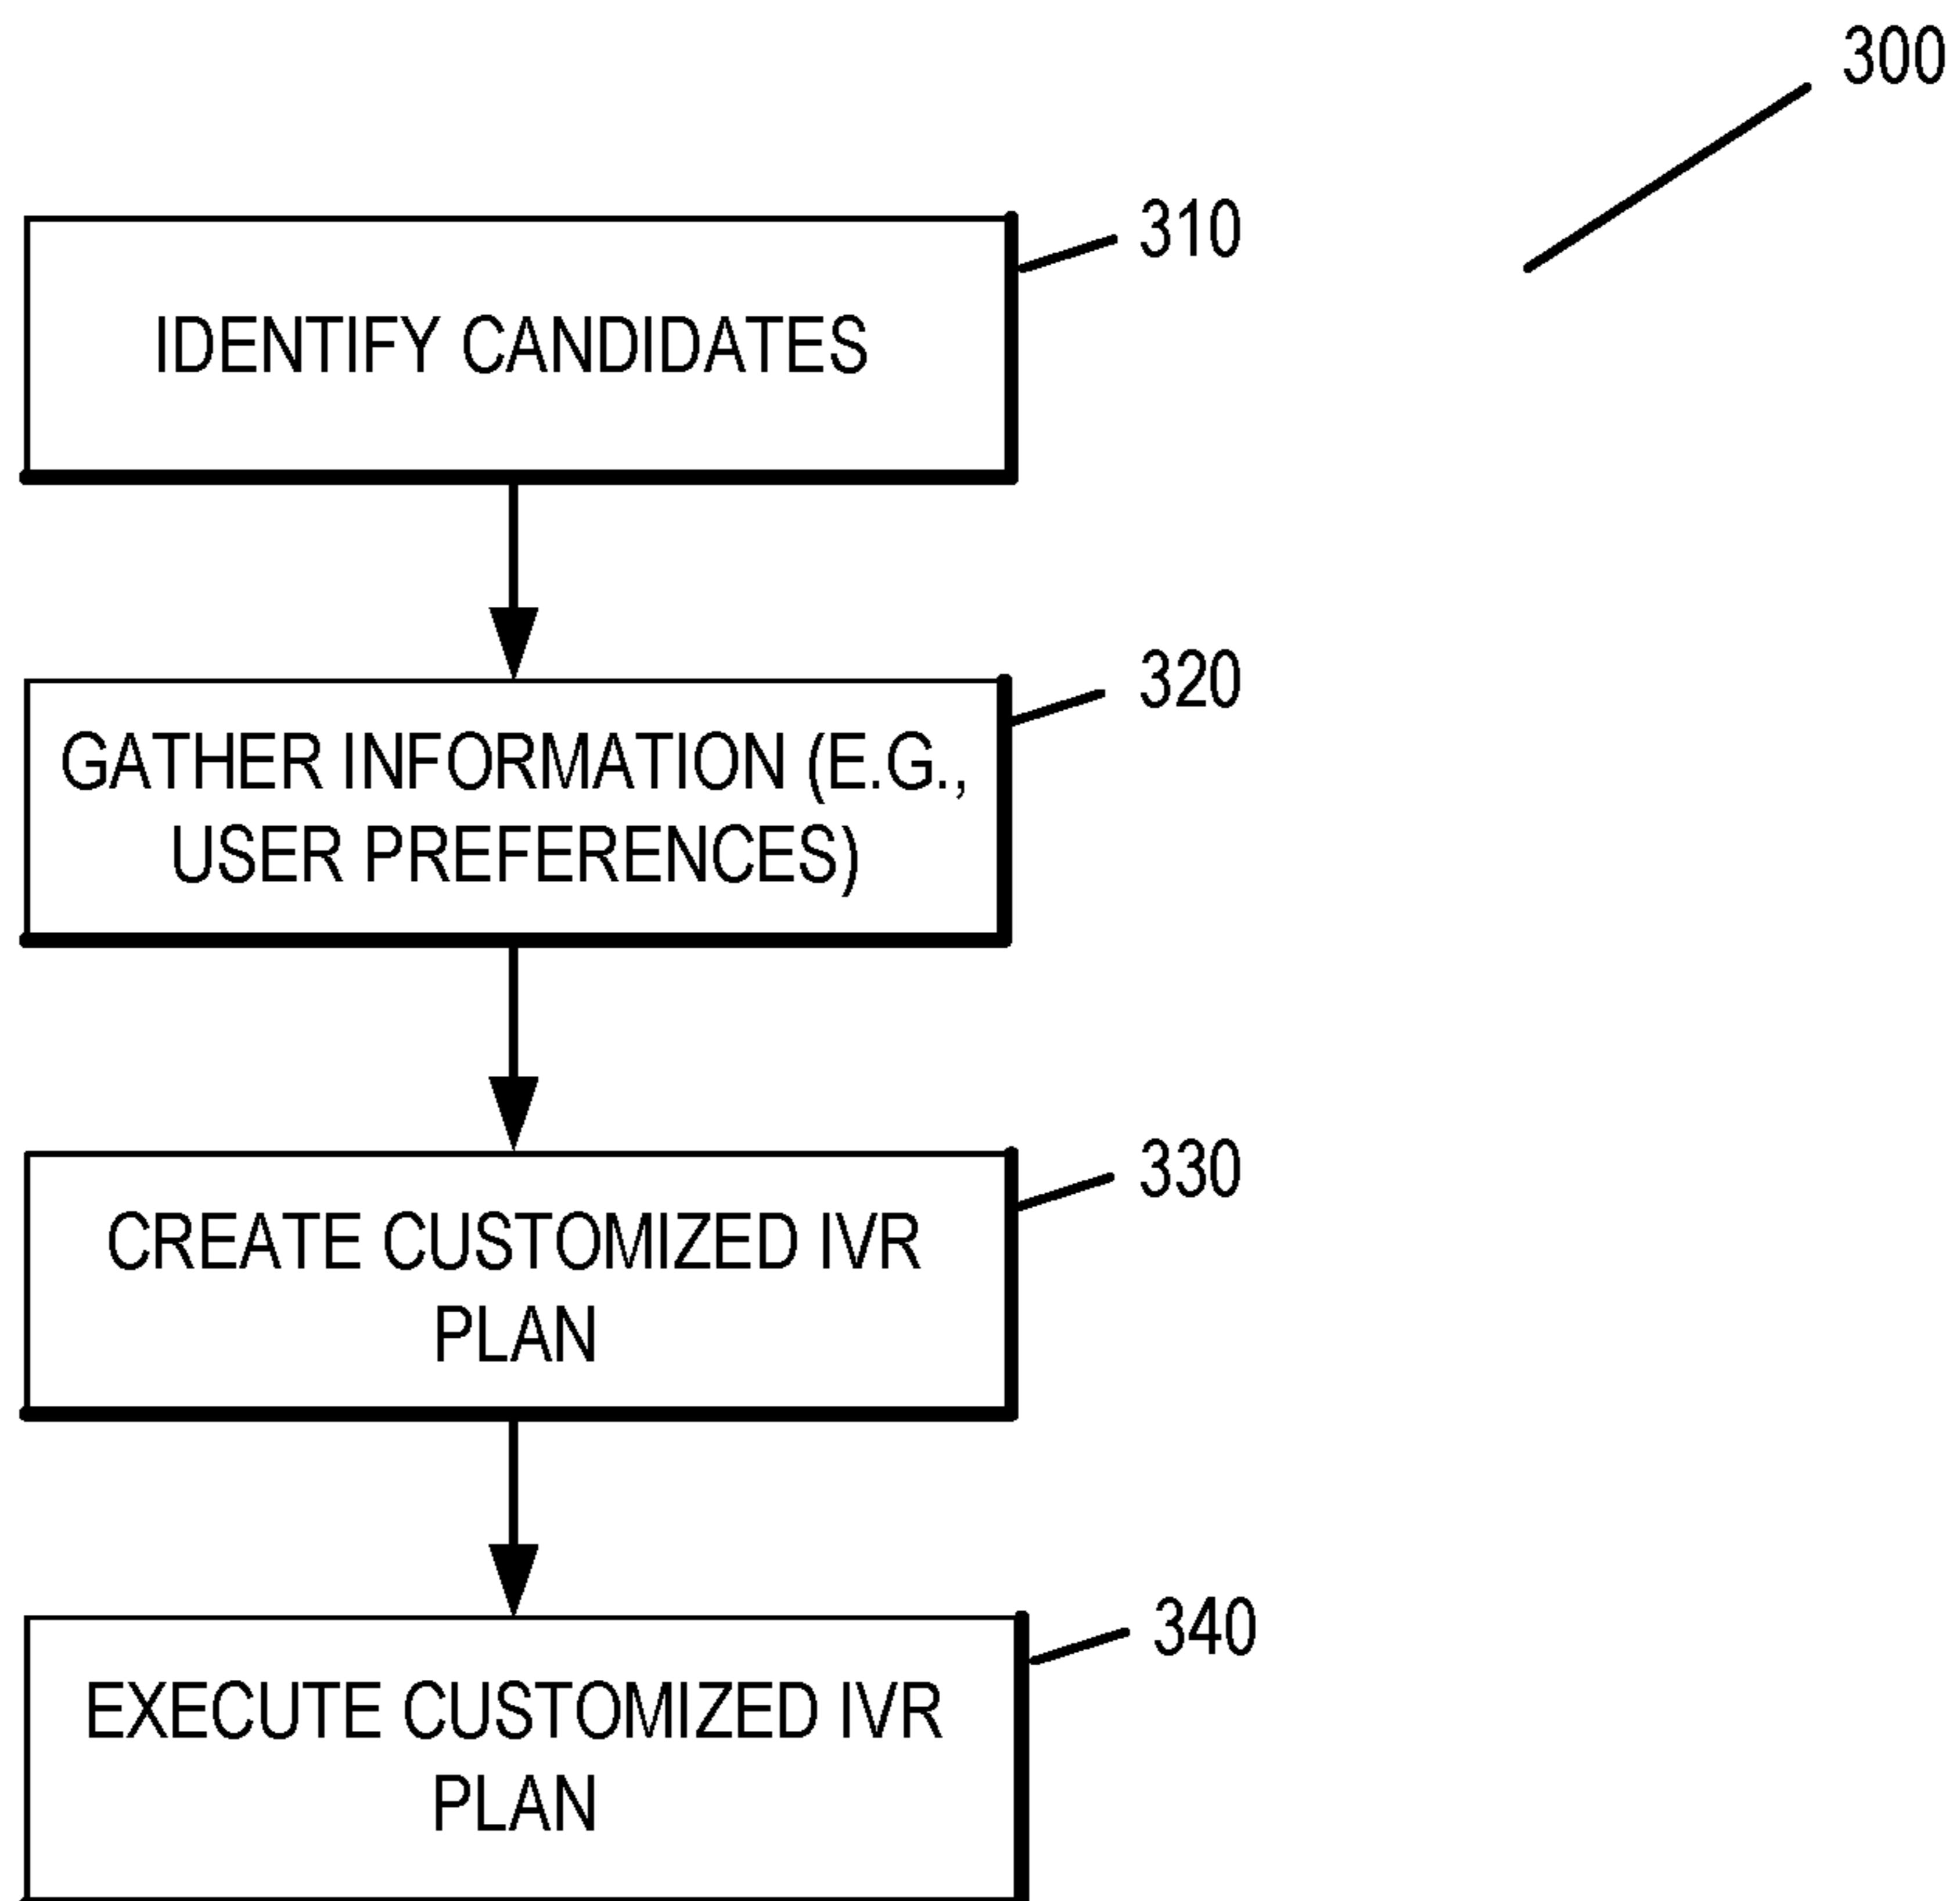 300
310
IDENTIFY CANDIDATES
320
GATHER INFORMATION (E.G.,
USER PREFERENCES)
330
CREATE CUSTOMIZED IVR
PLAN
340
EXECUTE CUSTOMIZED IVR
PLAN